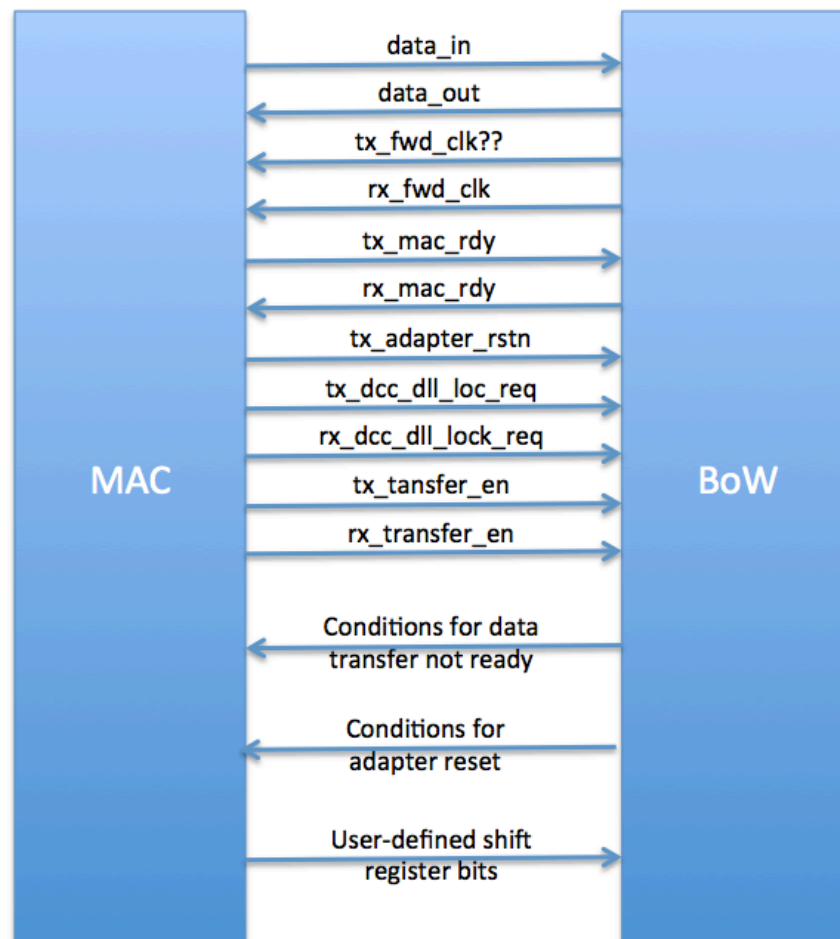 data_in
data_out
tx_fwd_clk??
rx_fwd_clk
tx_mac_rdy
rx_mac_rdy
tx_adapter_rstn
tx_dcc_dll_loc_req
rx_dcc_dll_lock_req
MAC
BoW
tx_tansfer_en
rx_transfer_en
Conditions for data
transfer not ready
Conditions for
adapter reset
User-defined shift
register bits